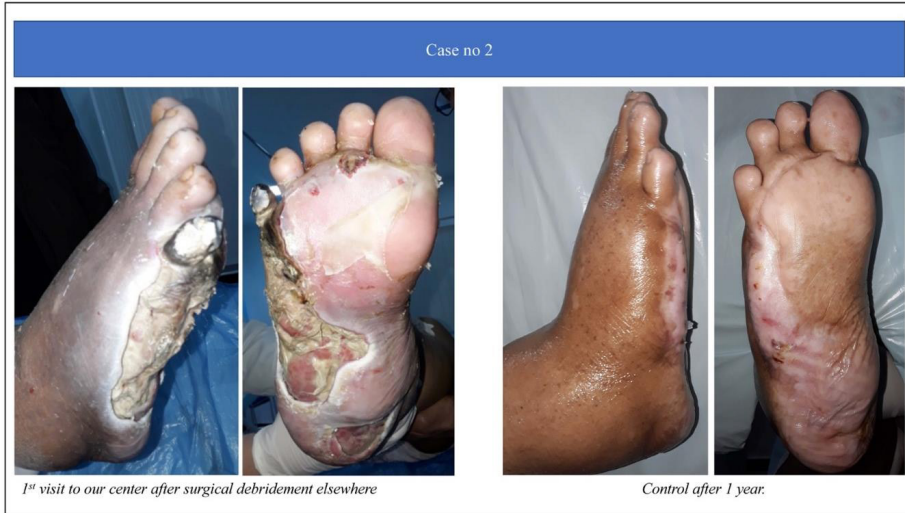 Case no 2
1st visit to our center after surgical debridement elsewhere
Control after 1 year.